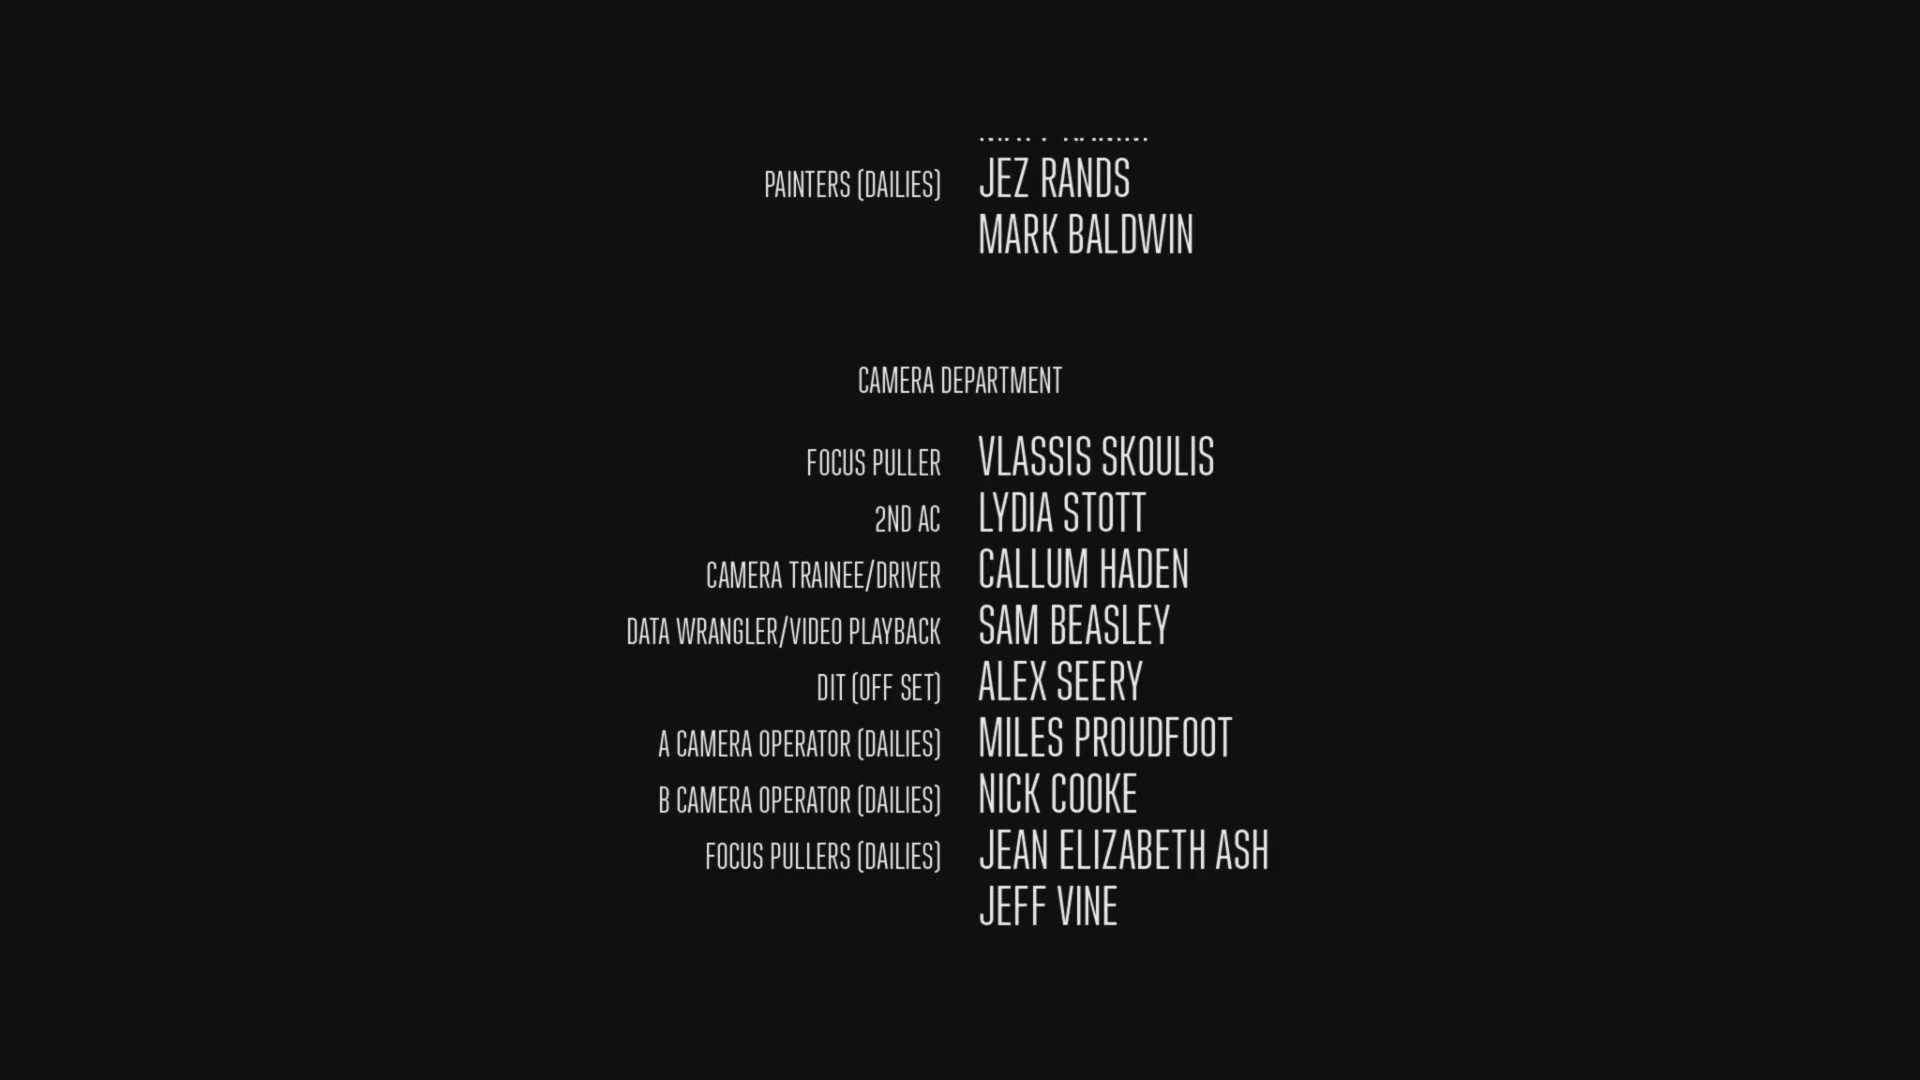 PAINTERS (DAILIES) JEZ RANDS
MARK BALDWIN
CAMERA DEPARTMENT
FOCUS PULLER VLASSIS SKOULIS
2ND AC LYDIA STOTT
CAMERA TRAINEE/DRIVER CALLUM HADEN
DATA WRANGLER/VIDEO PLAYBACK SAM BEASLEY
DIT (OFF SET) ALEX SEERY
A CAMERA OPERATOR (DAILIES) MILES PROUDFOOT
B CAMERA OPERATOR (DAILIES) NICK COOKE
FOCUS PULLERS (DAILIES) JEAN ELIZABETH ASH
JEFF VINE